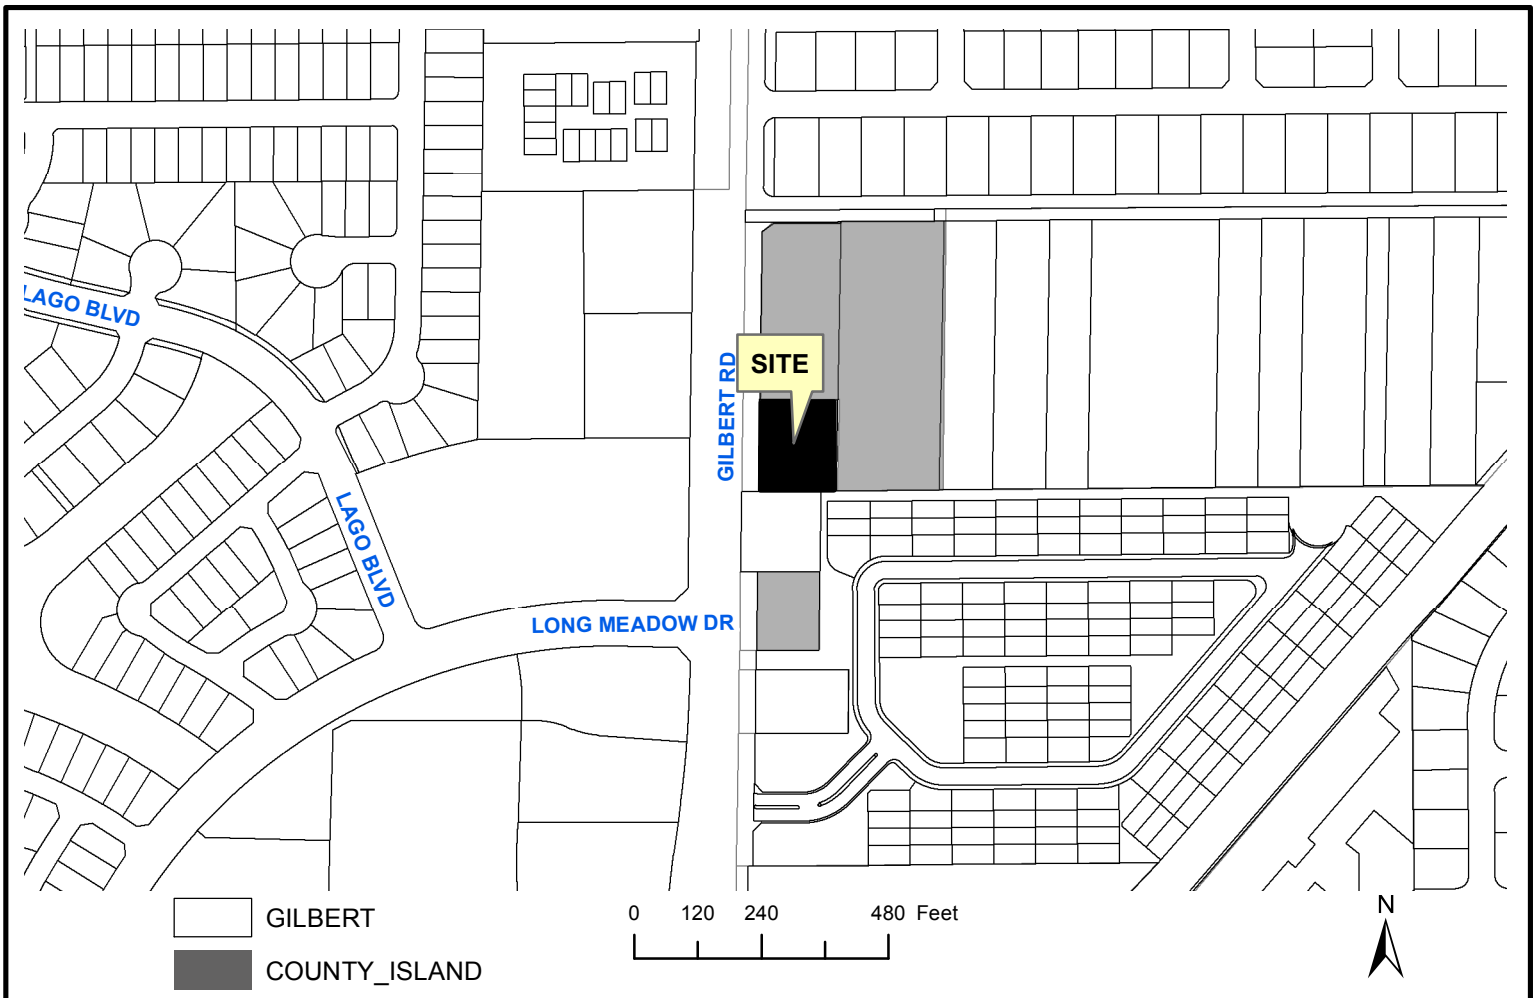 LAGO BLVD
SITE
GILBERT RD
LAGO BLVD
LONG MEADOW DR
GILBERT
COUNTY_ISLAND
0 120 240 480 Feet
N